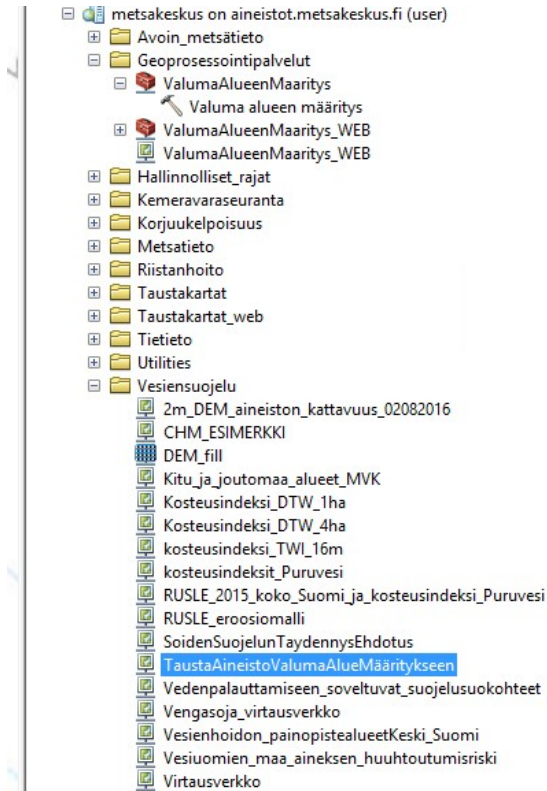 metsakeskus on aineistot.metsakeskus.fi (user)
Avoin_metsätieto
Geoprosessointipalvelut
ValumaAlueenMaaritys
Valuma alueen määritys
ValumaAlueenMaaritys_WEB
ValumaAlueenMaaritys_WEB
Hallinnolliset_rajat
Kemeravaraseuranta
Korjuukelpoisuus
Metsatieto
Riistanhoito
Taustakartat
Taustakartat_web
Tietieto
Utilities
Vesiensuojelu
2m_DEM_aineiston_kattavuus_02082016
CHM_ESIMERKKI
DEM_fill
Kitu_ja_joutomaa_alueet_MVK
Kosteusindeksi_DTW_1ha
Kosteusindeksi_DTW_4ha
kosteusindeksi_TWI_16m
kosteusindeksit_Puruvesi
RUSLE_2015_koko_Suomi_ja_kosteusindeksi_Puruvesi
RUSLE_eroosiomalli
SoidenSuojelunTaydennysEhdotus
TaustaAineistoValumaAlueMääritykseen
Vedenpalauttamiseen_soveltuvat_suojelusuokohteet
Vengasoja_virtausverkko
Vesienhoidon_painopistealueetKeski_Suomi
Vesiuomien_maa_aineksen_huuhtoutumisriski
Virtausverkko